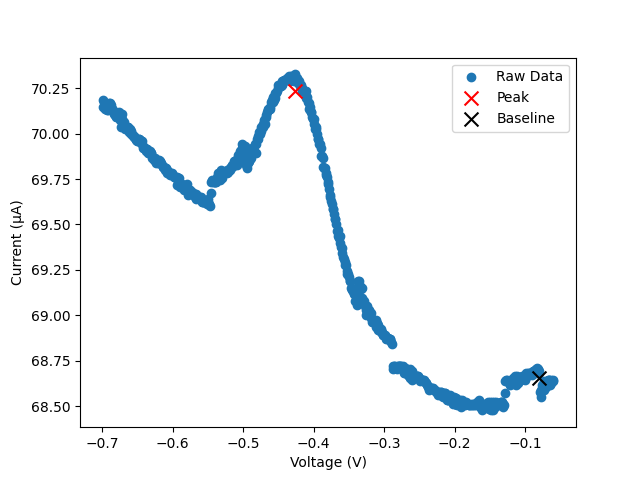 Raw Data
Peak
Baseline
70.25
70.00
69.75
69.50
69.25
69.00
68.75
68.50
Current (μA)
−0.7 −0.6 −0.5 −0.4 −0.3 −0.2 −0.1
Voltage (V)